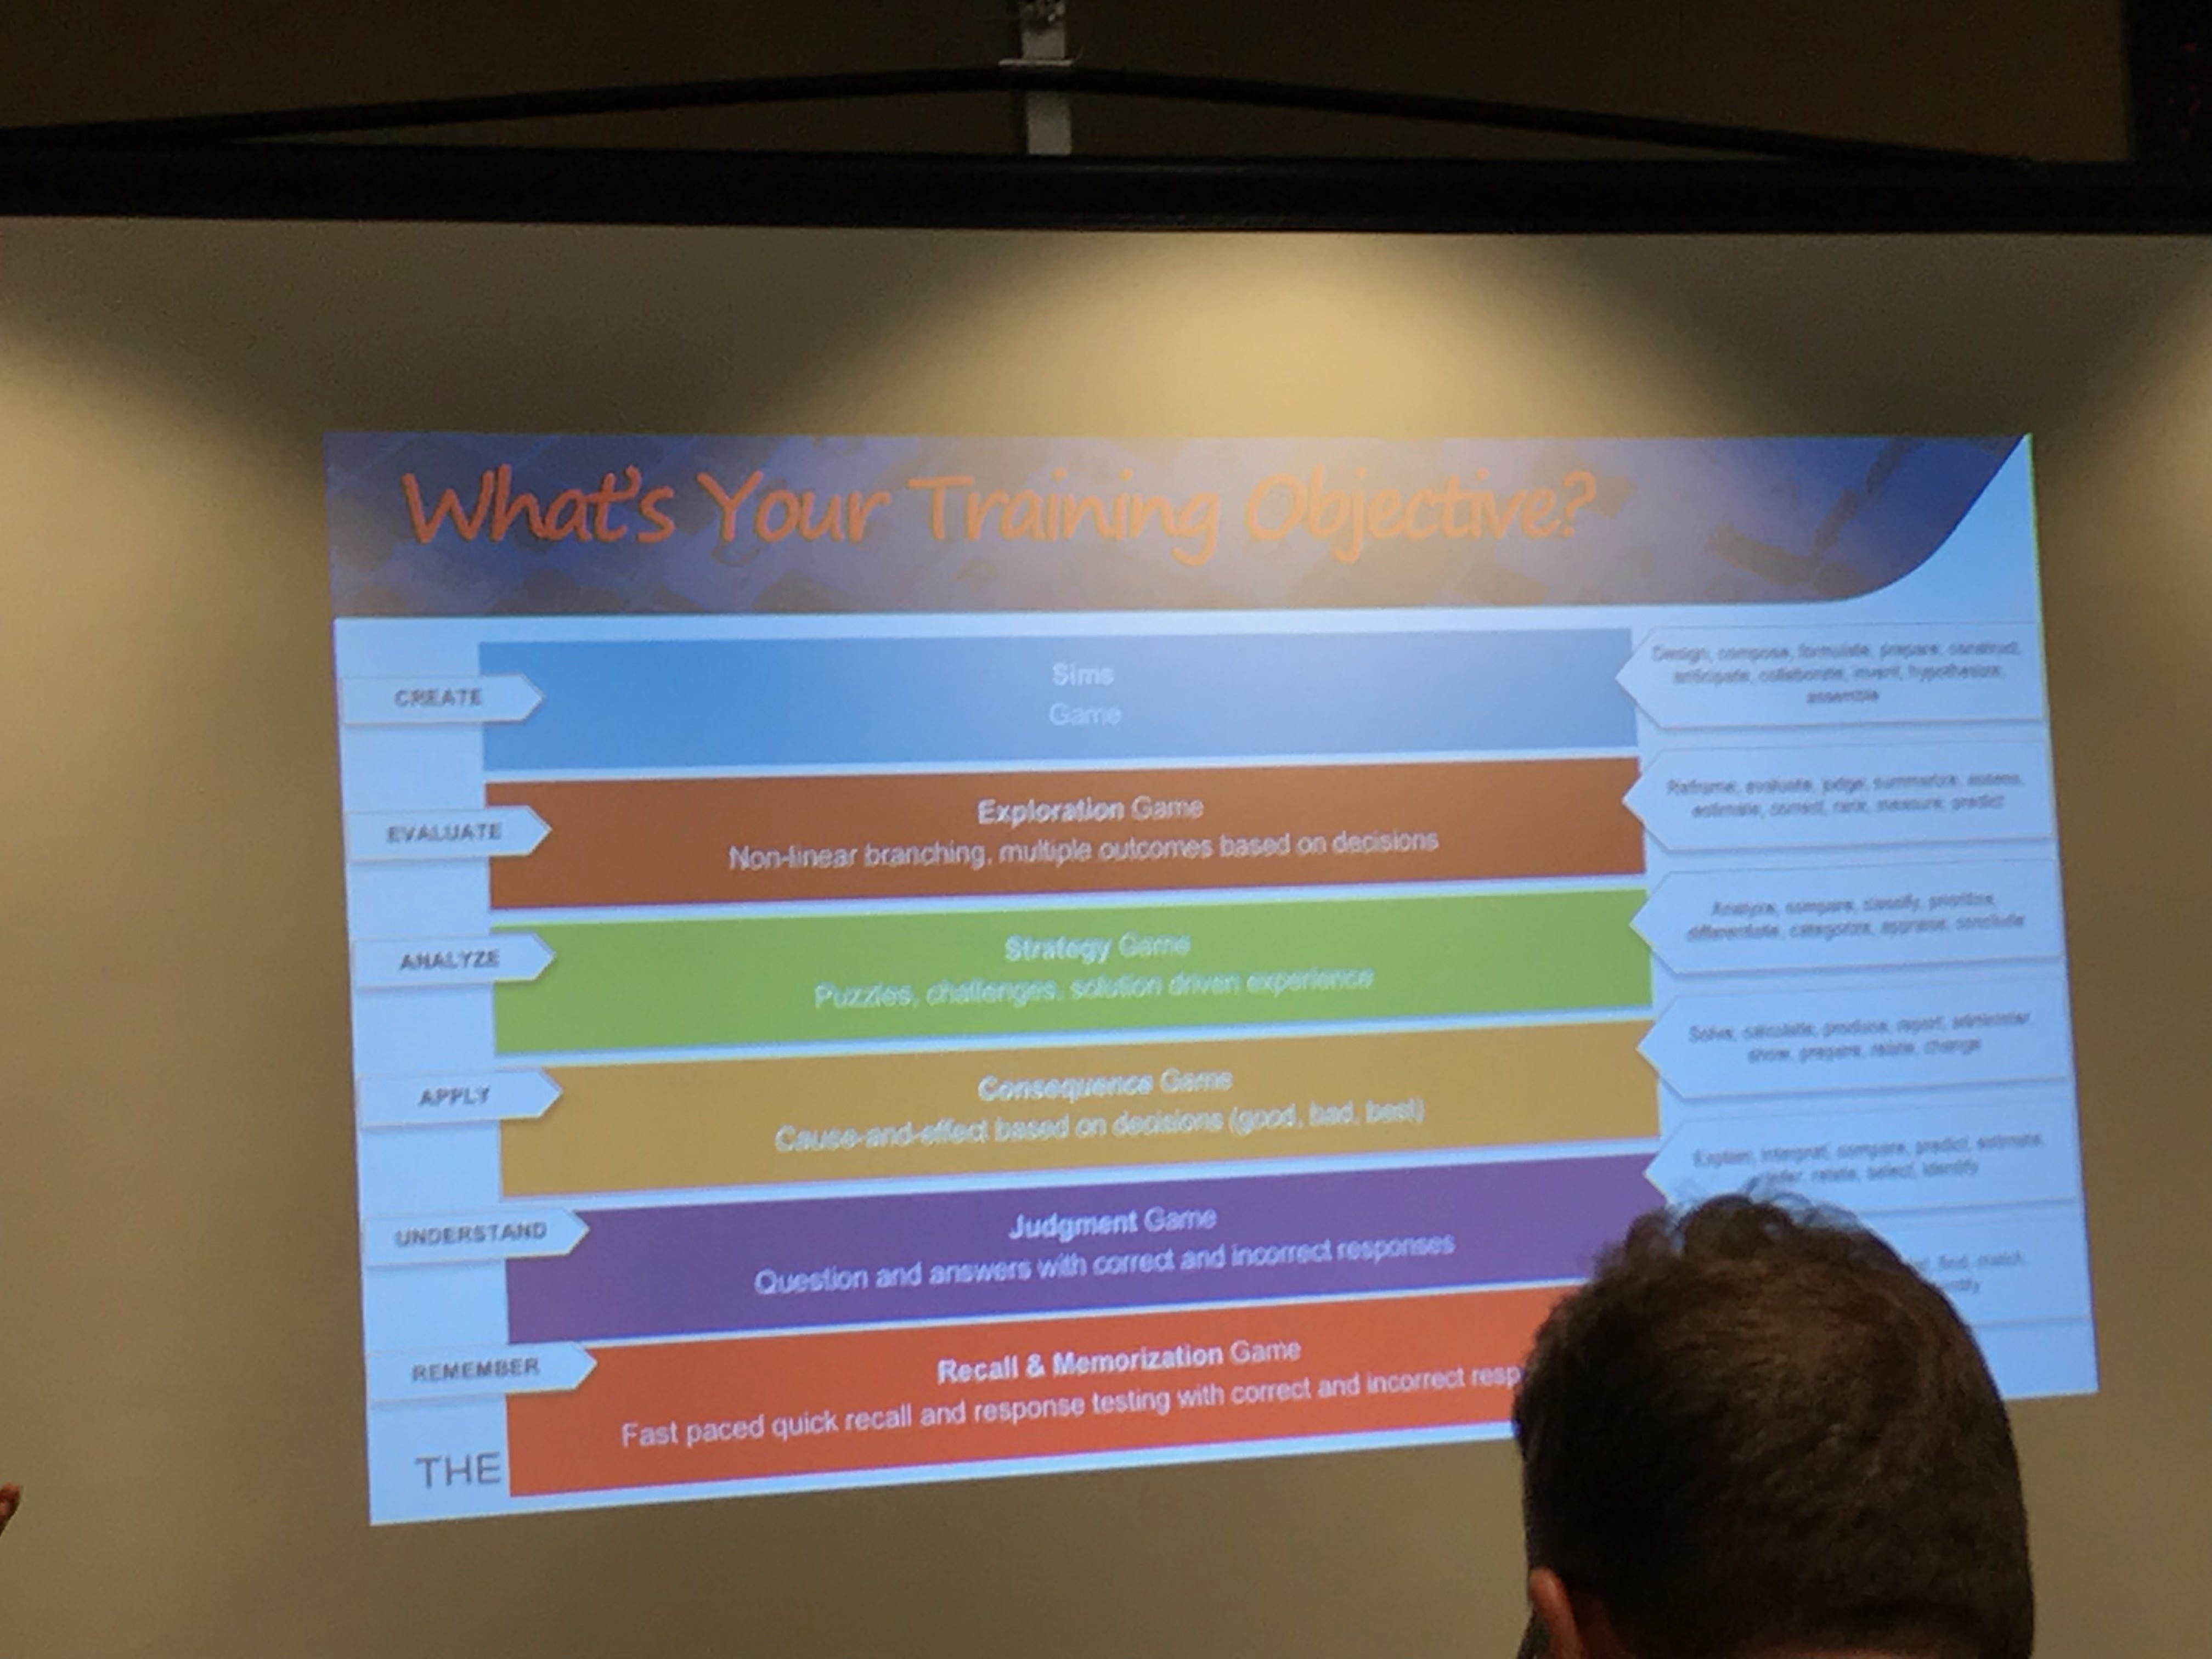 What's Your Training Objective?
CREATE
Sims
Game
Design, compose, formulate, prepare, construct,
anticipate, collaborate, invent, hypothesize,
assemble
EVALUATE
Exploration Game
Non-linear branching, multiple outcomes based on decisions
Reframe, evaluate, judge, summarize, assess,
estimate, correct, rank, measure, predict
ANALYZE
Strategy Game
Puzzles, challenges, solution driven experience
Analyze, compare, classify, prioritize,
differentiate, categorize, appraise, conclude
APPLY
Consequence Game
Cause-and-effect based on decisions (good, bad, best)
Solve, calculate, produce, report, administer,
show, prepare, relate, change
UNDERSTAND
Judgment Game
Question and answers with correct and incorrect responses
Explain, interpret, compare, predict, estimate,
relate, select, identify
REMEMBER
Recall & Memorization Game
Fast paced quick recall and response testing with correct and incorrect resp
find, match,
THE